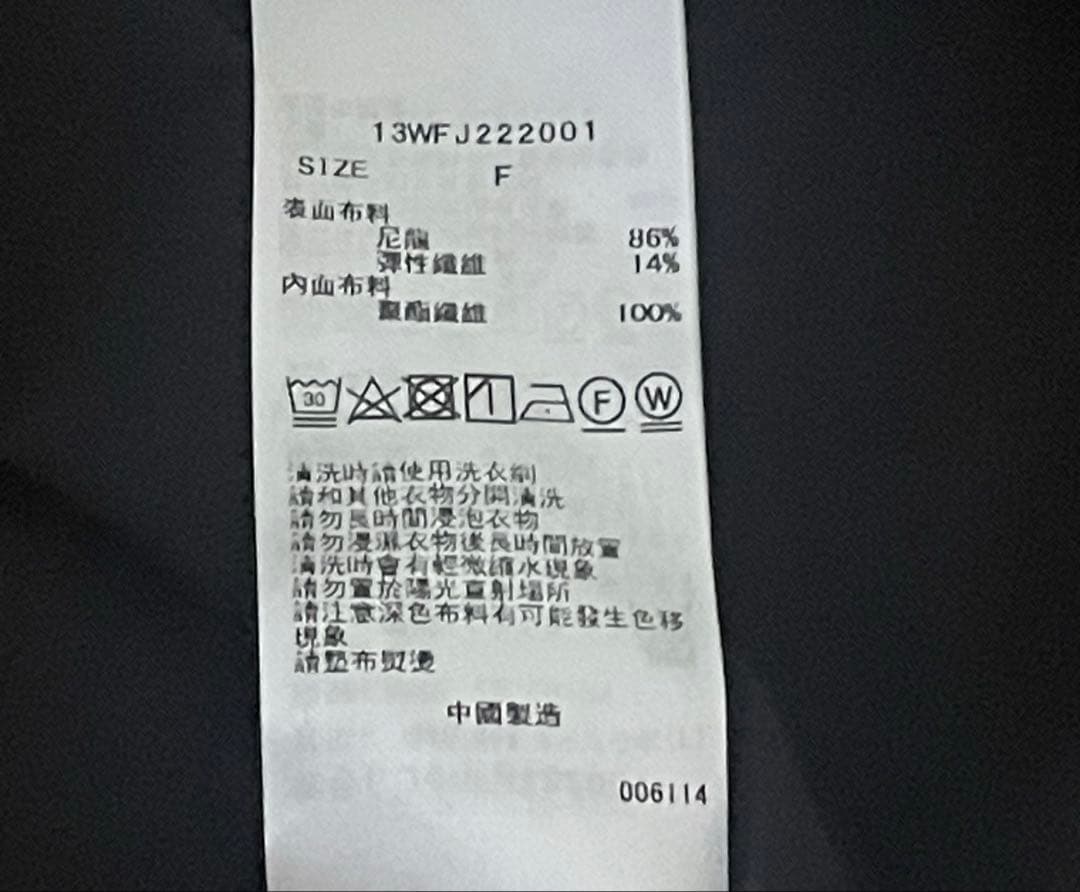 13WFJ222001
SIZE F
表面布料
尼龍 86%
彈性纖維 14%
內面布料
聚酯纖維 100%
30
F W
清洗時請使用洗衣網
請和其他衣物分開清洗
請勿長時間浸泡衣物
請勿浸濕衣物後長時間放置
清洗時會有輕微縮水現象
請勿置於陽光直射場所
請注意深色布料有可能發生色移
現象
請墊布熨燙
中國製造
006114